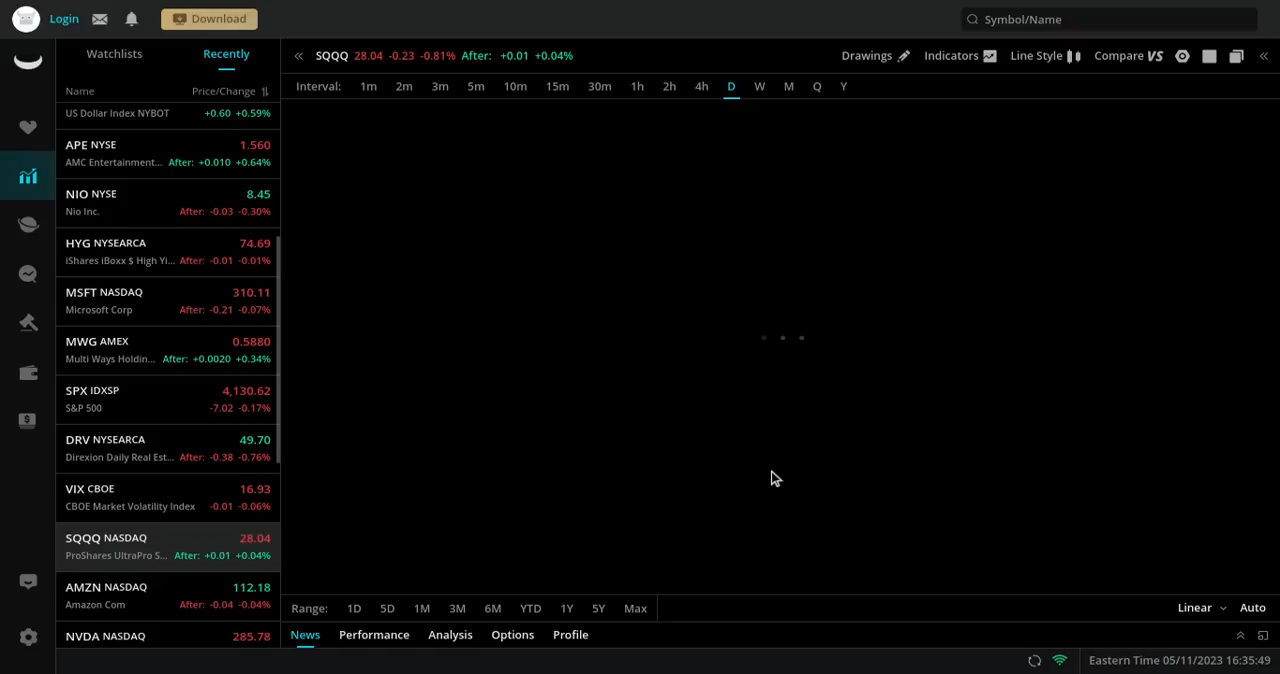 Login
Download
Symbol/Name
Watchlists Recently
Name Price/Change
US Dollar Index NYBOT +0.60 +0.59%
APE NYSE 1.560
AMC Entertainment... After: +0.010 +0.64%
NIO NYSE 8.45
Nio Inc. After: -0.03 -0.30%
HYG NYSEARCA 74.69
iShares iBoxx $ High Yi... After: -0.01 -0.01%
MSFT NASDAQ 310.11
Microsoft Corp After: -0.21 -0.07%
MWG AMEX 0.5880
Multi Ways Holdin... After: +0.0020 +0.34%
SPX IDXSP 4,130.62
S&P 500 -7.02 -0.17%
DRV NYSEARCA 49.70
Direxion Daily Real Est... After: -0.38 -0.76%
VIX CBOE 16.93
CBOE Market Volatility Index -0.01 -0.06%
SQQQ NASDAQ 28.04
ProShares UltraPro S... After: +0.01 +0.04%
AMZN NASDAQ 112.18
Amazon Com After: -0.04 -0.04%
NVDA NASDAQ 285.78
SQQQ 28.04 -0.23 -0.81% After: +0.01 +0.04%
Drawings Indicators Line Style Compare VS
Interval: 1m 2m 3m 5m 10m 15m 30m 1h 2h 4h D W M Q Y
Range: 1D 5D 1M 3M 6M YTD 1Y 5Y Max
Linear Auto
News Performance Analysis Options Profile
Eastern Time 05/11/2023 16:35:49